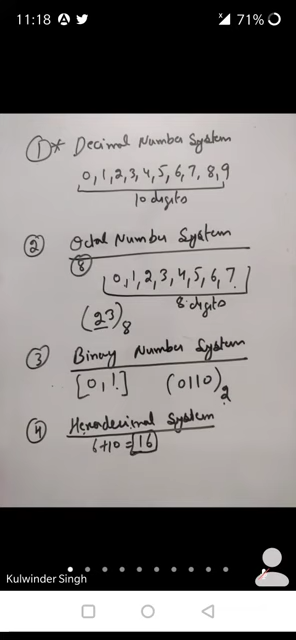 11:18
71%
① * Decimal Number System
0, 1, 2, 3, 4, 5, 6, 7, 8, 9
10 digits
② Octal Number System
⑧ 0, 1, 2, 3, 4, 5, 6, 7
8 digits
(23)8
③ Binary Number System
[0, 1] (0110)2
④ Hexadecimal System
6+10 = 16
Kulwinder Singh